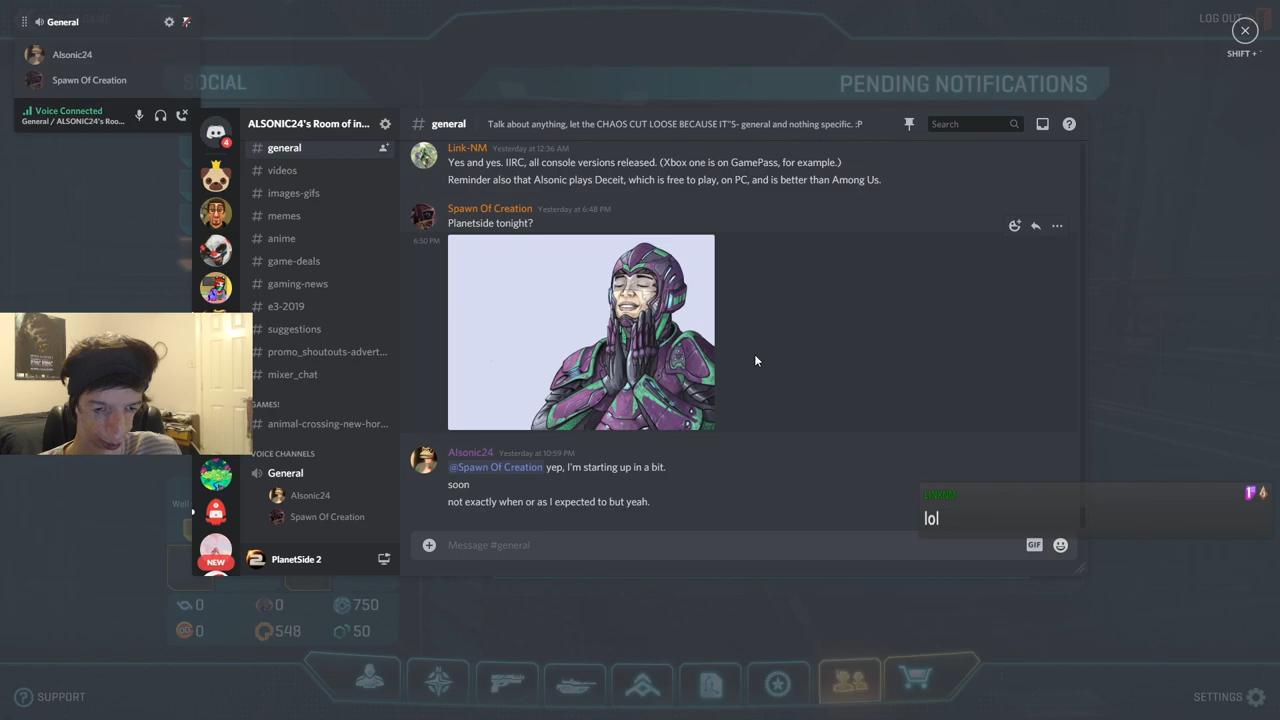 General
LOG OUT
SHIFT + `
Alsonic24
Spawn Of Creation
SOCIAL
PENDING NOTIFICATIONS
Voice Connected
General / ALSONIC24's Roo...
ALSONIC24's Room of in...
general
Talk about anything, let the CHAOS CUT LOOSE BECAUSE IT"S- general and nothing specific. :P
Search
4
general
videos
images-gifs
memes
anime
game-deals
gaming-news
e3-2019
suggestions
promo_shoutouts-advert...
mixer_chat
GAMES!
animal-crossing-new-hor...
VOICE CHANNELS
General
Alsonic24
Spawn Of Creation
NEW
PlanetSide 2
Link-NM Yesterday at 12:36 AM
Yes and yes. IIRC, all console versions released. (Xbox one is on GamePass, for example.)
Reminder also that Alsonic plays Deceit, which is free to play, on PC, and is better than Among Us.
Spawn Of Creation Yesterday at 6:48 PM
Planetside tonight?
6:50 PM
Alsonic24 Yesterday at 10:59 PM
@Spawn Of Creation yep, I'm starting up in a bit.
soon
not exactly when or as I expected to but yeah.
Message #general
GIF
LINKNM
lol
0 0 750
0 548 50
SUPPORT
SETTINGS